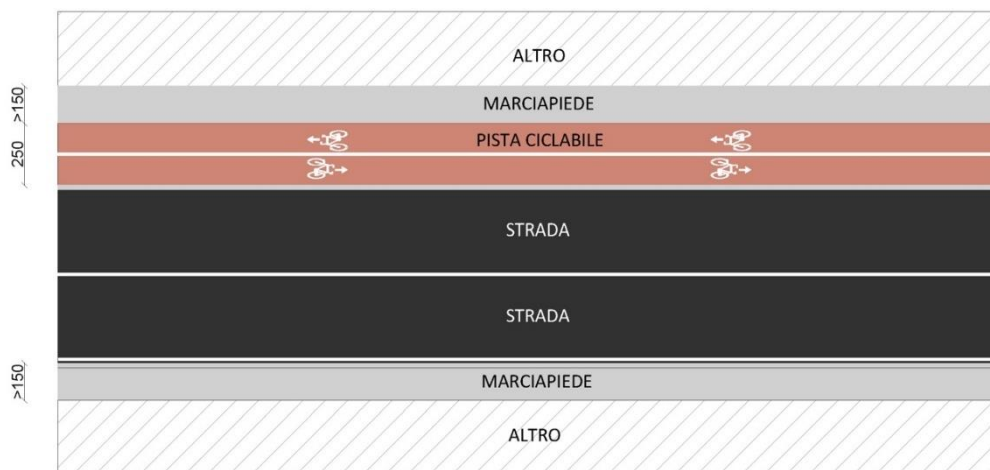 ALTRO
>150
MARCIAPIEDE
250
PISTA CICLABILE
STRADA
STRADA
>150
MARCIAPIEDE
ALTRO